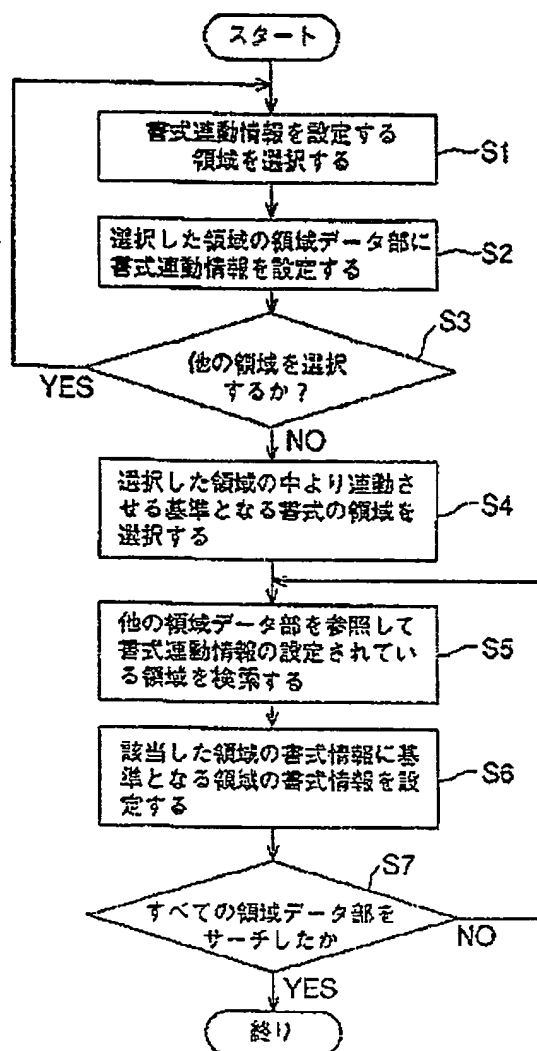 スタート
書式連動情報を設定する
領域を選択する
S1
選択した領域の領域データ部に
書式連動情報を設定する
S2
S3
他の領域を選択
するか？
YES
NO
選択した領域の中より連動さ
せる基準となる書式の領域を
選択する
S4
他の領域データ部を参照して
書式連動情報の設定されてい
る領域を検索する
S5
該当した領域の書式情報に基
準となる領域の書式情報を設
定する
S6
S7
すべての領域データ部を
サーチしたか
NO
YES
終り